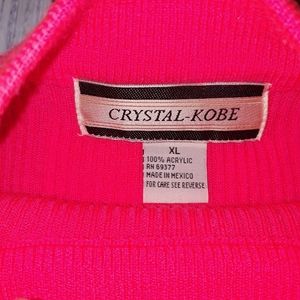 CRYSTAL-KOBE
XL
100% ACRYLIC
RN 69377
MADE IN MEXICO
FOR CARE SEE REVERSE